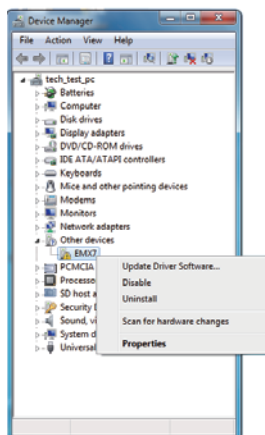 Device Manager
File Action View Help
tech_test_pc
Batteries
Computer
Disk drives
Display adapters
DVD/CD-ROM drives
IDE ATA/ATAPI controllers
Keyboards
Mice and other pointing devices
Modems
Monitors
Network adapters
Other devices
EMX7
PCMCIA
Update Driver Software...
Processo
Disable
SD host a
Uninstall
Security
Sound, vi
Scan for hardware changes
System d
Universal
Properties